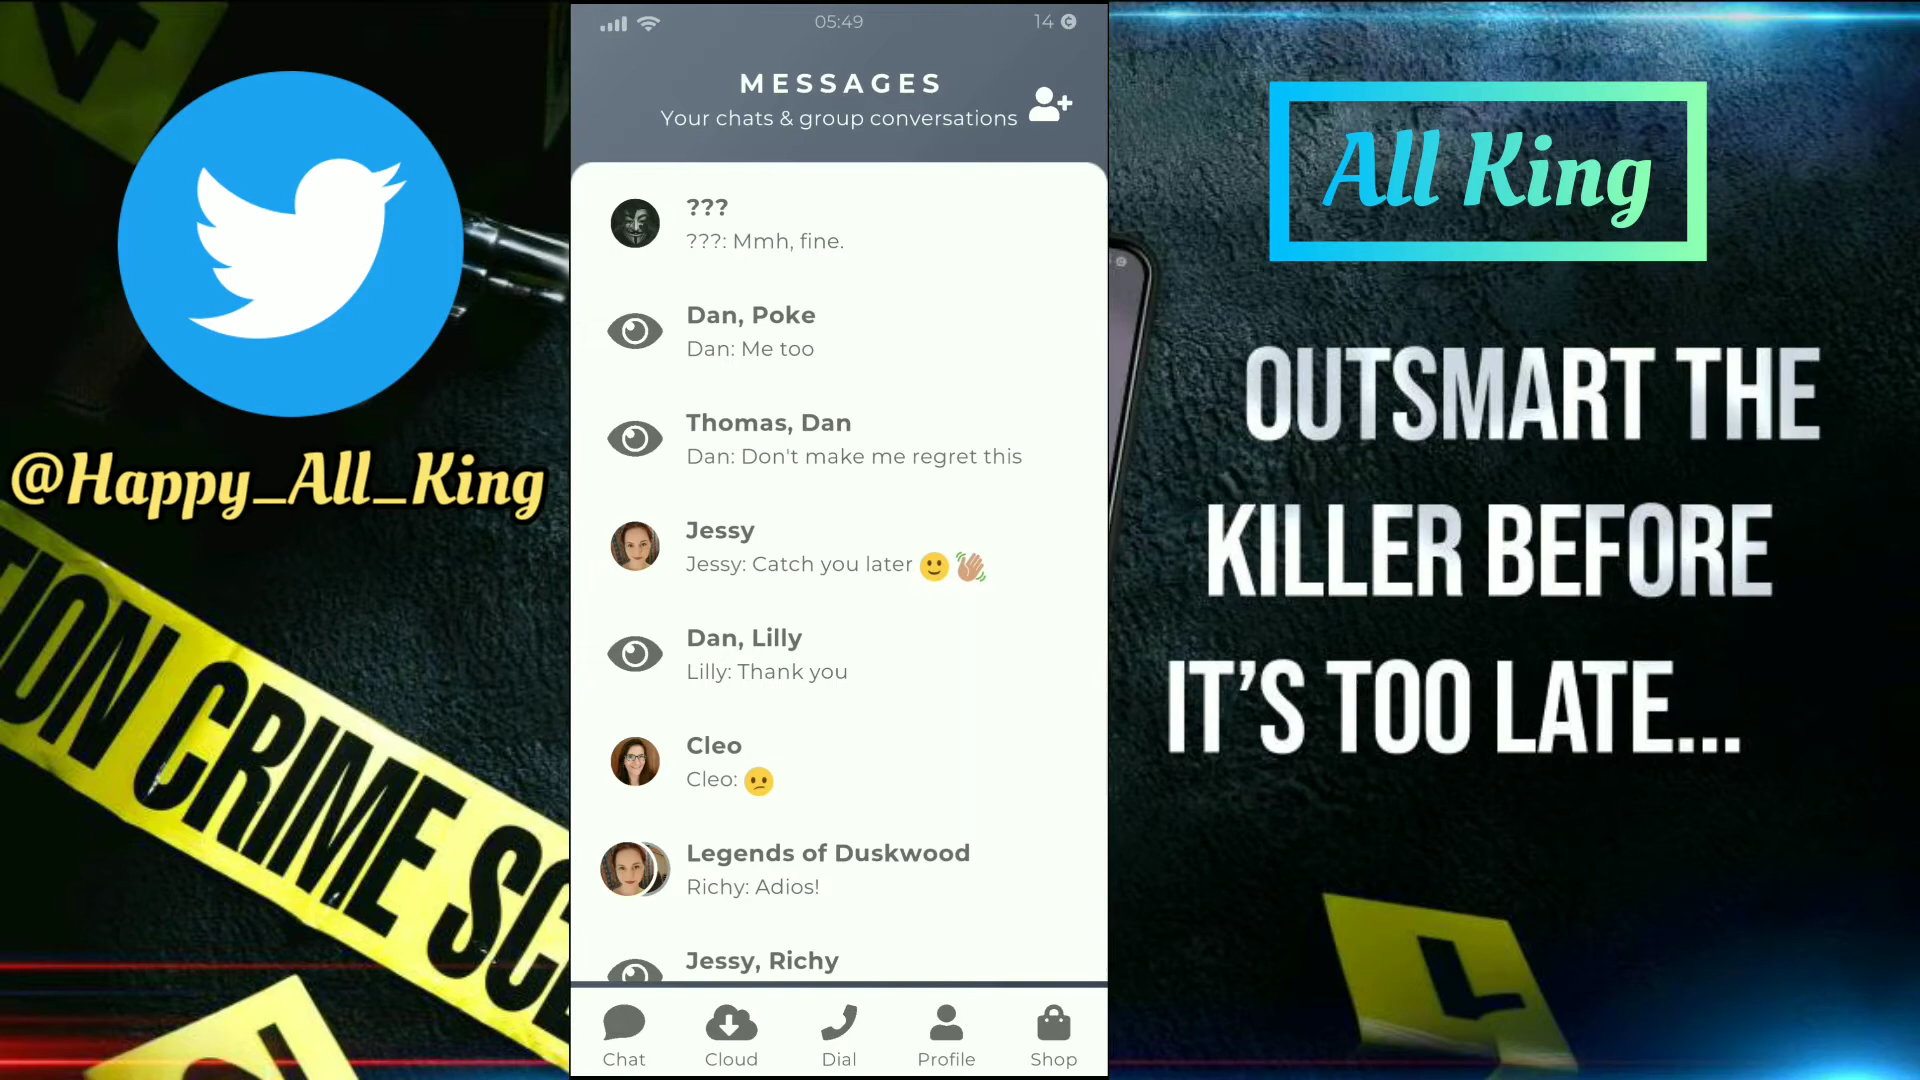 @Happy_All_King
TION CRIME SC
05:49
14
MESSAGES
Your chats & group conversations
???
???: Mmh, fine.
Dan, Poke
Dan: Me too
Thomas, Dan
Dan: Don't make me regret this
Jessy
Jessy: Catch you later 🙂 👋🏽
Dan, Lilly
Lilly: Thank you
Cleo
Cleo: 😕
Legends of Duskwood
Richy: Adios!
Jessy, Richy
Chat
Cloud
Dial
Profile
Shop
All King
OUTSMART THE
KILLER BEFORE
IT'S TOO LATE...